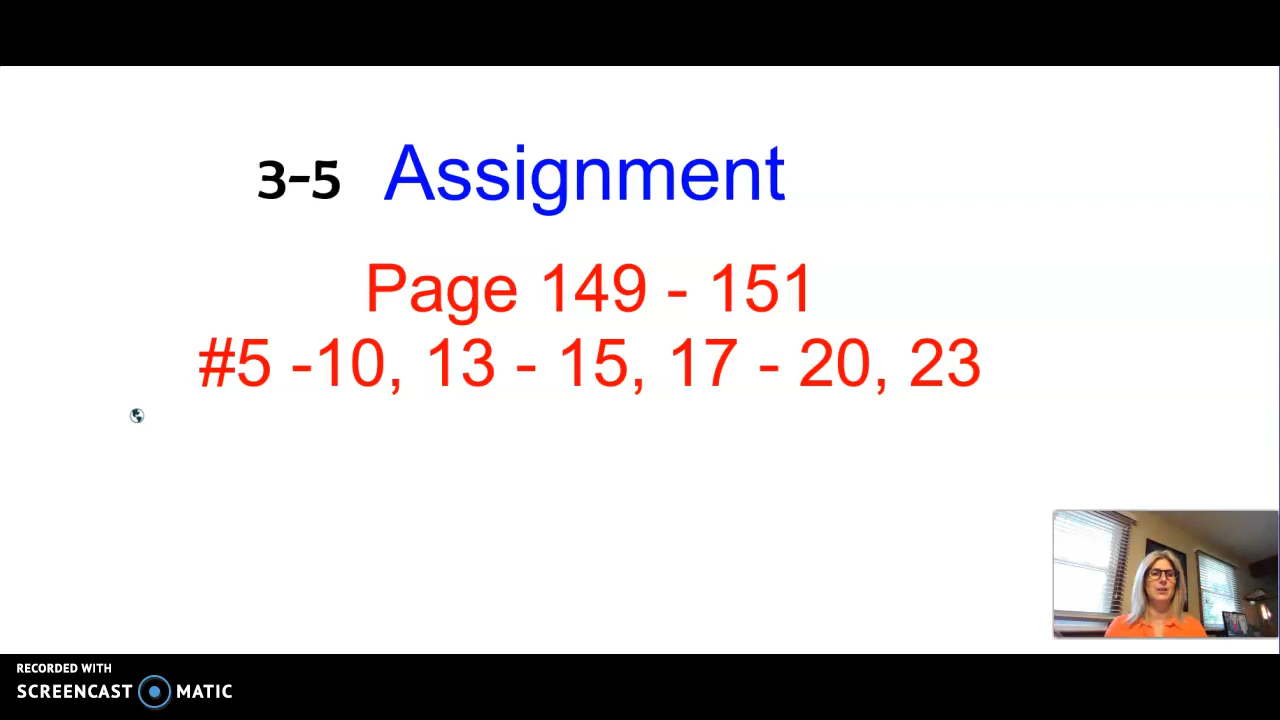 3-5 Assignment
Page 149 - 151
#5 -10, 13 - 15, 17 - 20, 23
RECORDED WITH
SCREENCAST MATIC